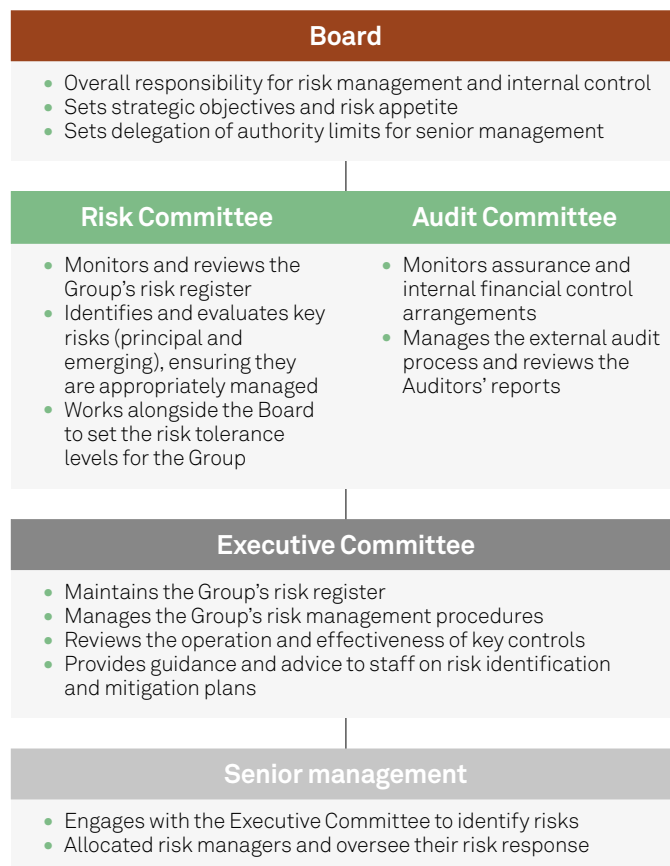 Board
• Overall responsibility for risk management and internal control
• Sets strategic objectives and risk appetite
• Sets delegation of authority limits for senior management
Risk Committee
• Monitors and reviews the
Group’s risk register
• Identifies and evaluates key
risks (principal and
emerging), ensuring they
are appropriately managed
• Works alongside the Board
to set the risk tolerance
levels for the Group
Audit Committee
• Monitors assurance and
internal financial control
arrangements
• Manages the external audit
process and reviews the
Auditors’ reports
Executive Committee
• Maintains the Group’s risk register
• Manages the Group’s risk management procedures
• Reviews the operation and effectiveness of key controls
• Provides guidance and advice to staff on risk identification
and mitigation plans
Senior management
• Engages with the Executive Committee to identify risks
• Allocated risk managers and oversee their risk response